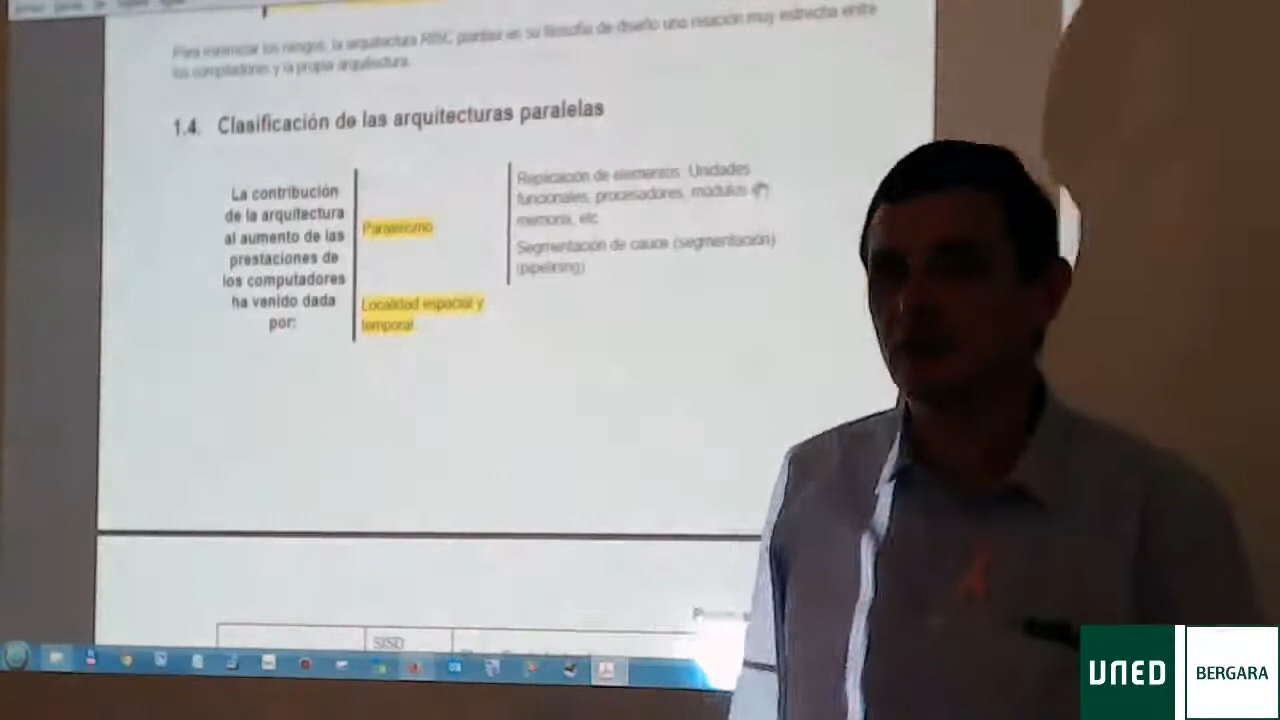 Para minimizar los riesgos, la arquitectura RISC plantea en su filosofía de diseño una relación muy estrecha entre
los compiladores y la propia arquitectura.
1.4. Clasificación de las arquitecturas paralelas
La contribución
de la arquitectura
al aumento de las
prestaciones de
los computadores
ha venido dada
por:
Paralelismo
Localidad espacial y
temporal.
Replicación de elementos: Unidades
funcionales, procesadores, módulos
memoria, etc
Segmentación de cauce (segmentación)
(pipelining)
SISD
UNED
BERGARA